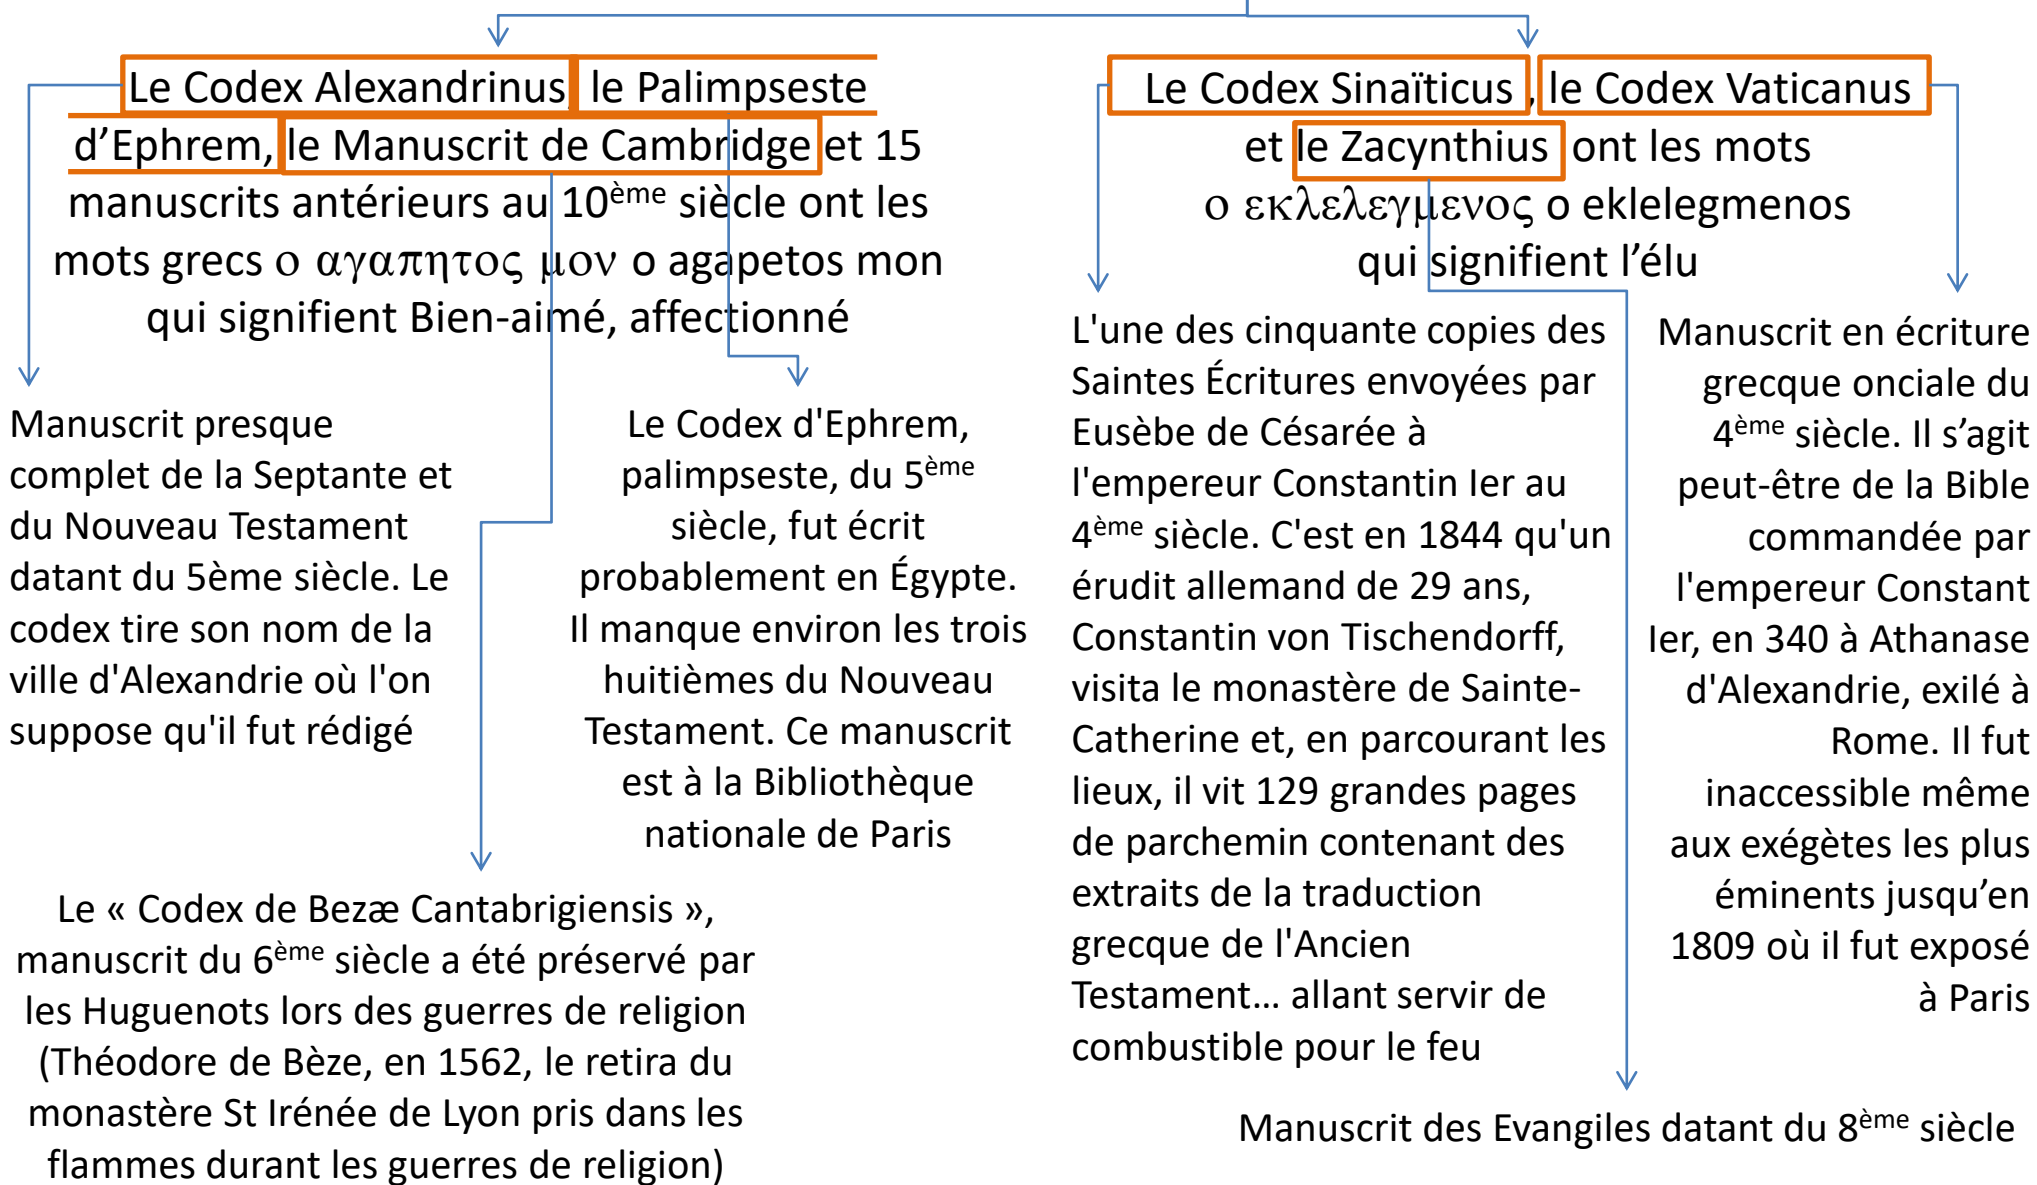 Le Codex Alexandrinus, le Palimpseste
d’Ephrem, le Manuscrit de Cambridge et 15
manuscrits antérieurs au 10ème siècle ont les
mots grecs ο αγαπητος μον o agapetos mon
qui signifient Bien-aimé, affectionné
Manuscrit presque
complet de la Septante et
du Nouveau Testament
datant du 5ème siècle. Le
codex tire son nom de la
ville d'Alexandrie où l'on
suppose qu'il fut rédigé
Le Codex d'Ephrem,
palimpseste, du 5ème
siècle, fut écrit
probablement en Égypte.
Il manque environ les trois
huitièmes du Nouveau
Testament. Ce manuscrit
est à la Bibliothèque
nationale de Paris
Le « Codex de Bezæ Cantabrigiensis »,
manuscrit du 6ème siècle a été préservé par
les Huguenots lors des guerres de religion
(Théodore de Bèze, en 1562, le retira du
monastère St Irénée de Lyon pris dans les
flammes durant les guerres de religion)
Le Codex Sinaïticus , le Codex Vaticanus
et le Zacynthius ont les mots
ο εκλελεγμενος o eklelegmenos
qui signifient l’élu
L'une des cinquante copies des
Saintes Écritures envoyées par
Eusèbe de Césarée à
l'empereur Constantin Ier au
4ème siècle. C'est en 1844 qu'un
érudit allemand de 29 ans,
Constantin von Tischendorff,
visita le monastère de Sainte-
Catherine et, en parcourant les
lieux, il vit 129 grandes pages
de parchemin contenant des
extraits de la traduction
grecque de l'Ancien
Testament… allant servir de
combustible pour le feu
Manuscrit en écriture
grecque onciale du
4ème siècle. Il s’agit
peut-être de la Bible
commandée par
l'empereur Constant
Ier, en 340 à Athanase
d'Alexandrie, exilé à
Rome. Il fut
inaccessible même
aux exégètes les plus
éminents jusqu’en
1809 où il fut exposé
à Paris
Manuscrit des Evangiles datant du 8ème siècle